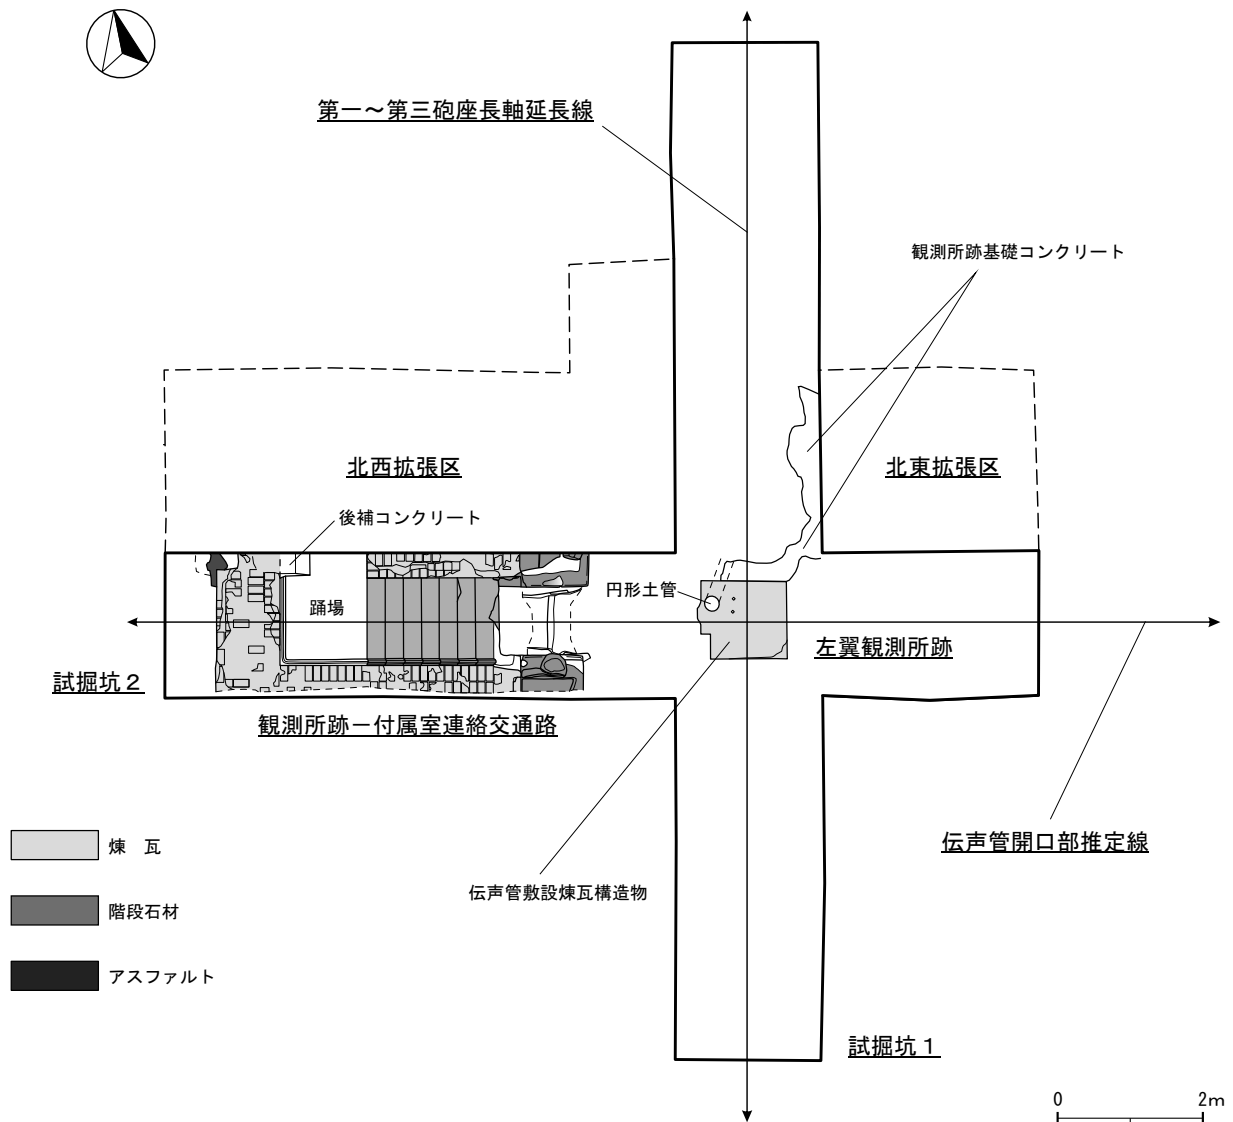 第一～第三砲座長軸延長線
観測所跡基礎コンクリート
北西拡張区
北東拡張区
後補コンクリート
円形土管
踊場
左翼観測所跡
試掘坑２
観測所跡－付属室連絡交通路
煉　瓦
伝声管開口部推定線
伝声管敷設煉瓦構造物
階段石材
アスファルト
試掘坑１
0 2m